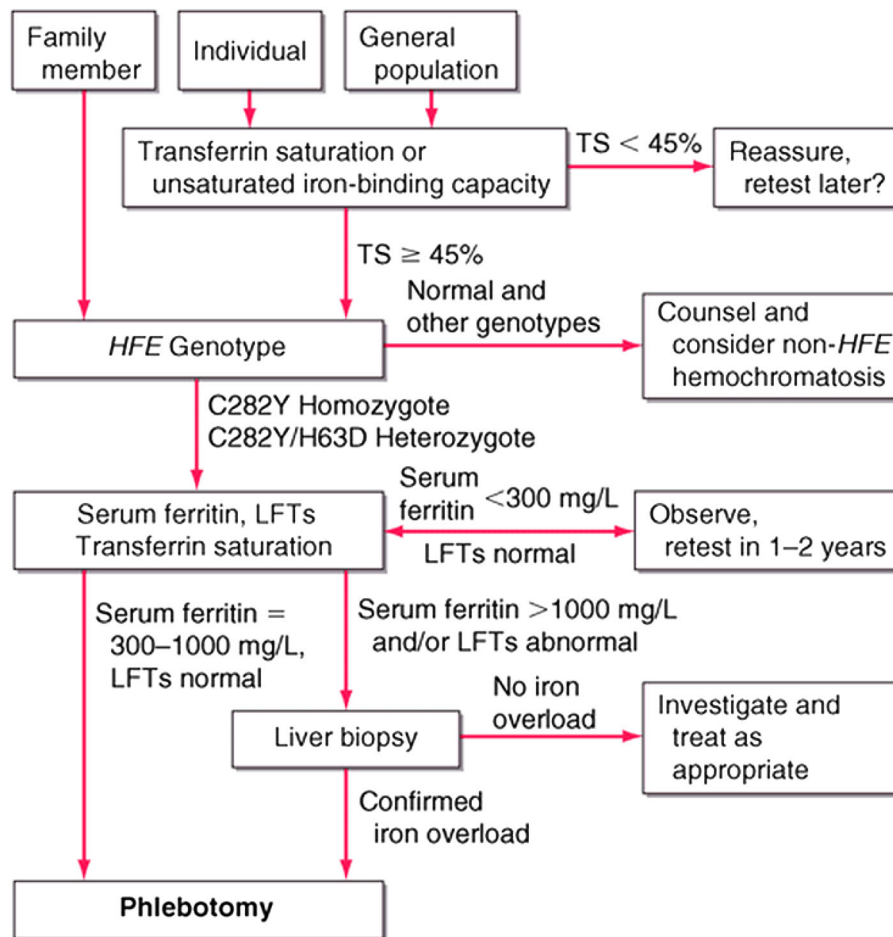 Family
member
Individual
General
population
Transferrin saturation or
unsaturated iron-binding capacity
TS < 45%
Reassure,
retest later?
TS ≥ 45%
Normal and
other genotypes
HFE Genotype
Counsel and
consider non-HFE
hemochromatosis
C282Y Homozygote
C282Y/H63D Heterozygote
Serum ferritin, LFTs
Transferrin saturation
Serum
ferritin <300 mg/L
LFTs normal
Observe,
retest in 1–2 years
Serum ferritin =
300–1000 mg/L,
LFTs normal
Serum ferritin >1000 mg/L
and/or LFTs abnormal
Liver biopsy
No iron
overload
Investigate and
treat as
appropriate
Confirmed
iron overload
Phlebotomy